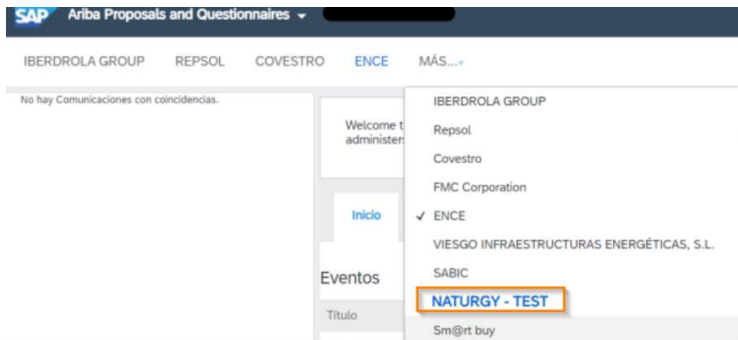 SAP Ariba Proposals and Questionnaires
IBERDROLA GROUP REPSOL COVESTRO ENCE MÁS...
No hay Comunicaciones con coincidencias.
Welcome t
administer
Inicio
Eventos
Título
IBERDROLA GROUP
Repsol
Covestro
FMC Corporation
✓ ENCE
VIESGO INFRAESTRUCTURAS ENERGÉTICAS, S.L.
SABIC
NATURGY - TEST
Sm@rt buy